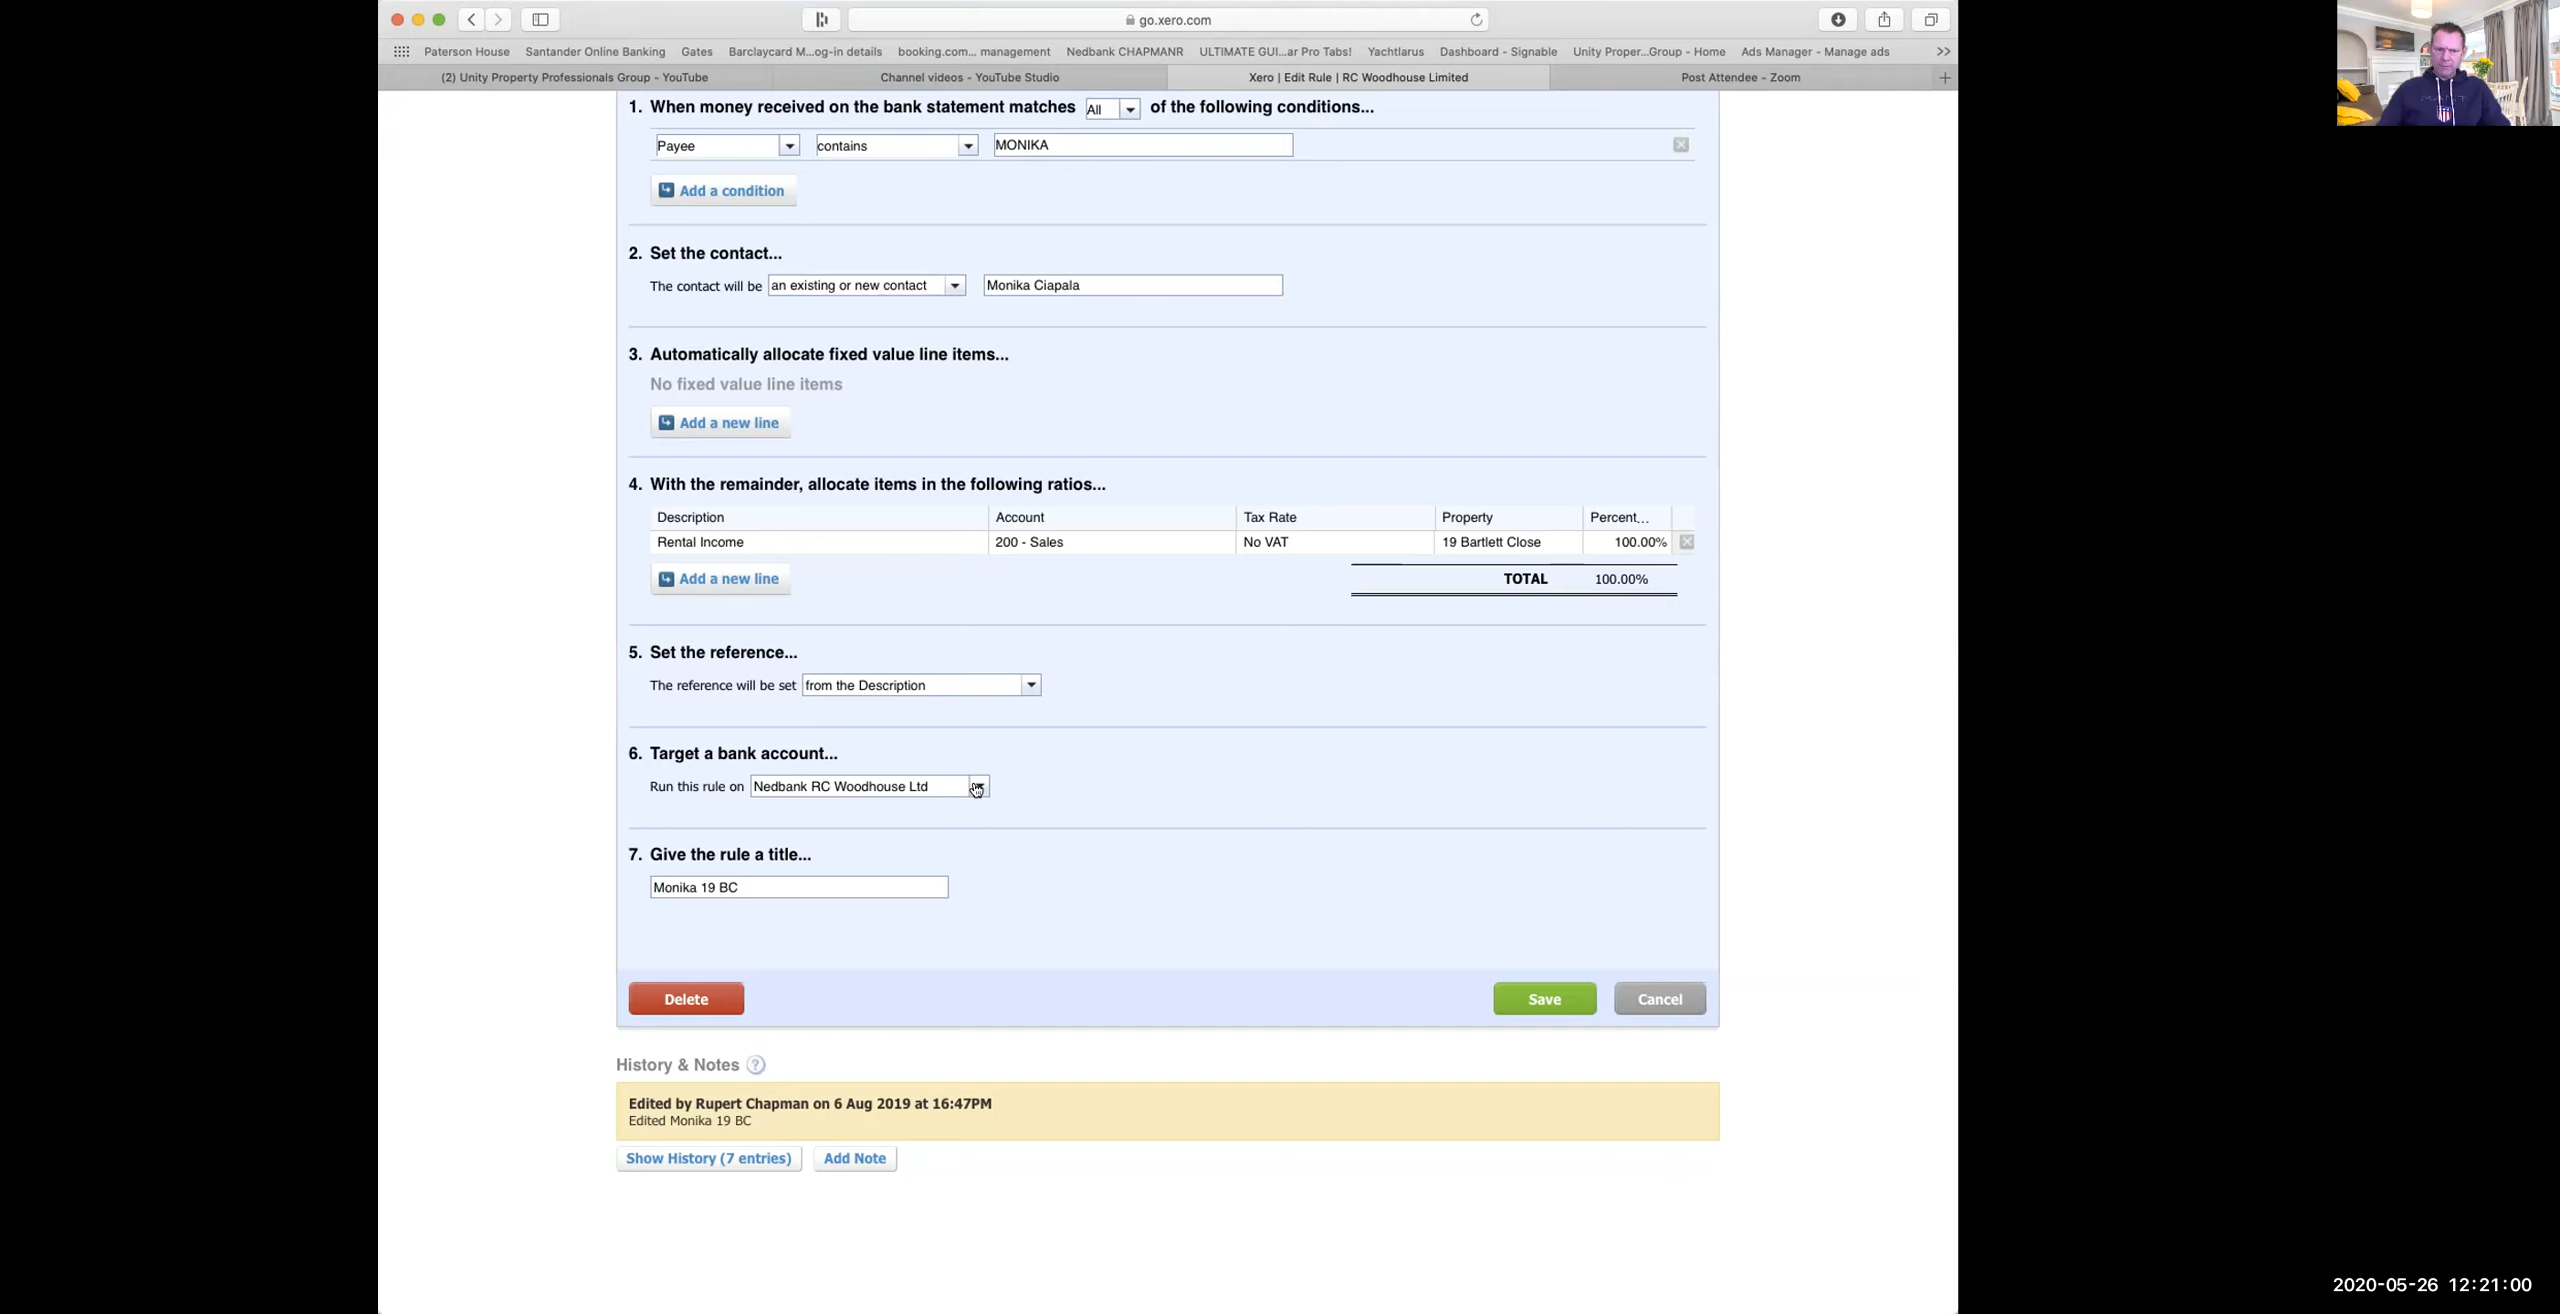 go.xero.com
Paterson House Santander Online Banking Gates Barclaycard M...og-in details booking.com... management Nedbank CHAPMANR ULTIMATE GUI...ar Pro Tabs! Yachtlarus Dashboard - Signable Unity Proper...Group - Home Ads Manager - Manage ads
(2) Unity Property Professionals Group - YouTube Channel videos - YouTube Studio Xero | Edit Rule | RC Woodhouse Limited Post Attendee - Zoom
1. When money received on the bank statement matches All of the following conditions...
Payee contains MONIKA
Add a condition
2. Set the contact...
The contact will be an existing or new contact Monika Ciapala
3. Automatically allocate fixed value line items...
No fixed value line items
Add a new line
4. With the remainder, allocate items in the following ratios...
Description Account Tax Rate Property Percent...
Rental Income 200 - Sales No VAT 19 Bartlett Close 100.00%
Add a new line TOTAL 100.00%
5. Set the reference...
The reference will be set from the Description
6. Target a bank account...
Run this rule on Nedbank RC Woodhouse Ltd
7. Give the rule a title...
Monika 19 BC
Delete Save Cancel
History & Notes ?
Edited by Rupert Chapman on 6 Aug 2019 at 16:47PM
Edited Monika 19 BC
Show History (7 entries) Add Note
2020-05-26 12:21:00